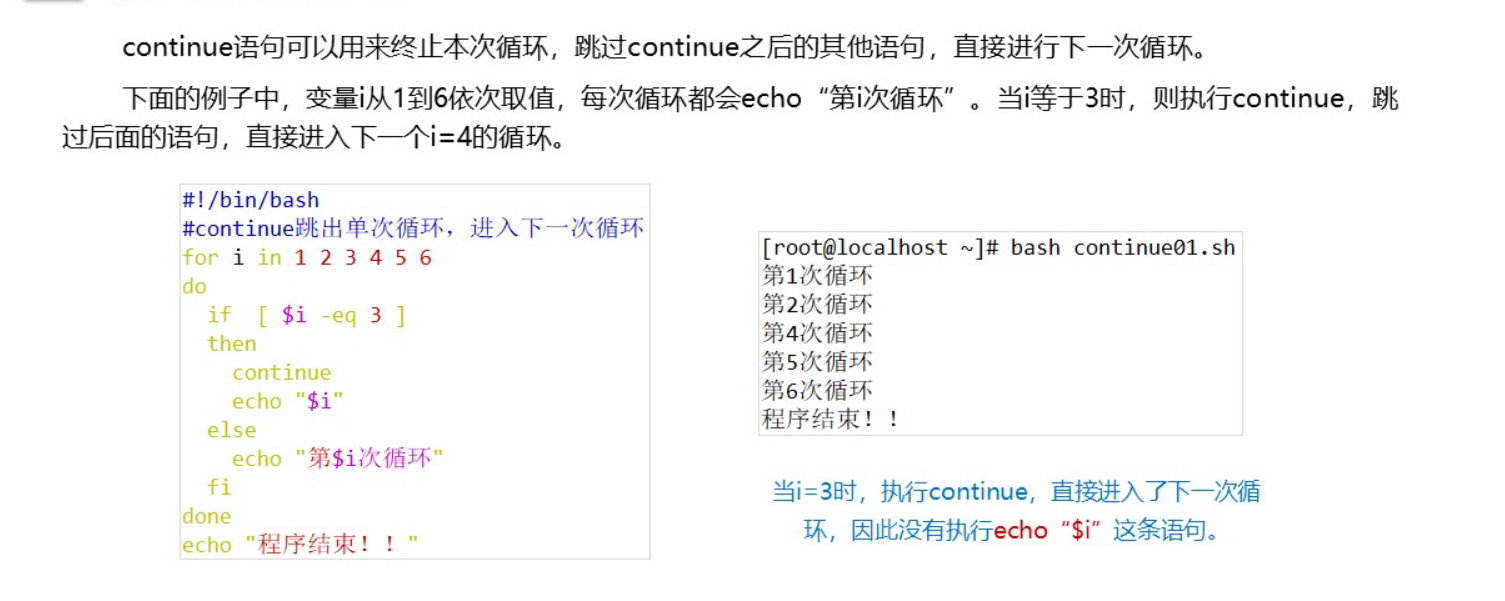 continue语句可以用来终止本次循环，跳过continue之后的其他语句，直接进行下一次循环。
下面的例子中，变量i从1到6依次取值，每次循环都会echo“第i次循环”。当i等于3时，则执行continue，跳
过后面的语句，直接进入下一个i=4的循环。
#!/bin/bash
#continue跳出单次循环，进入下一次循环
for i in 1 2 3 4 5 6
do
  if  [ $i -eq 3 ]
  then
    continue
    echo "$i"
  else
    echo "第$i次循环"
  fi
done
echo "程序结束！！"
[root@localhost ~]# bash continue01.sh
第1次循环
第2次循环
第4次循环
第5次循环
第6次循环
程序结束！！
当i=3时，执行continue，直接进入了下一次循
环，因此没有执行echo“$i”这条语句。